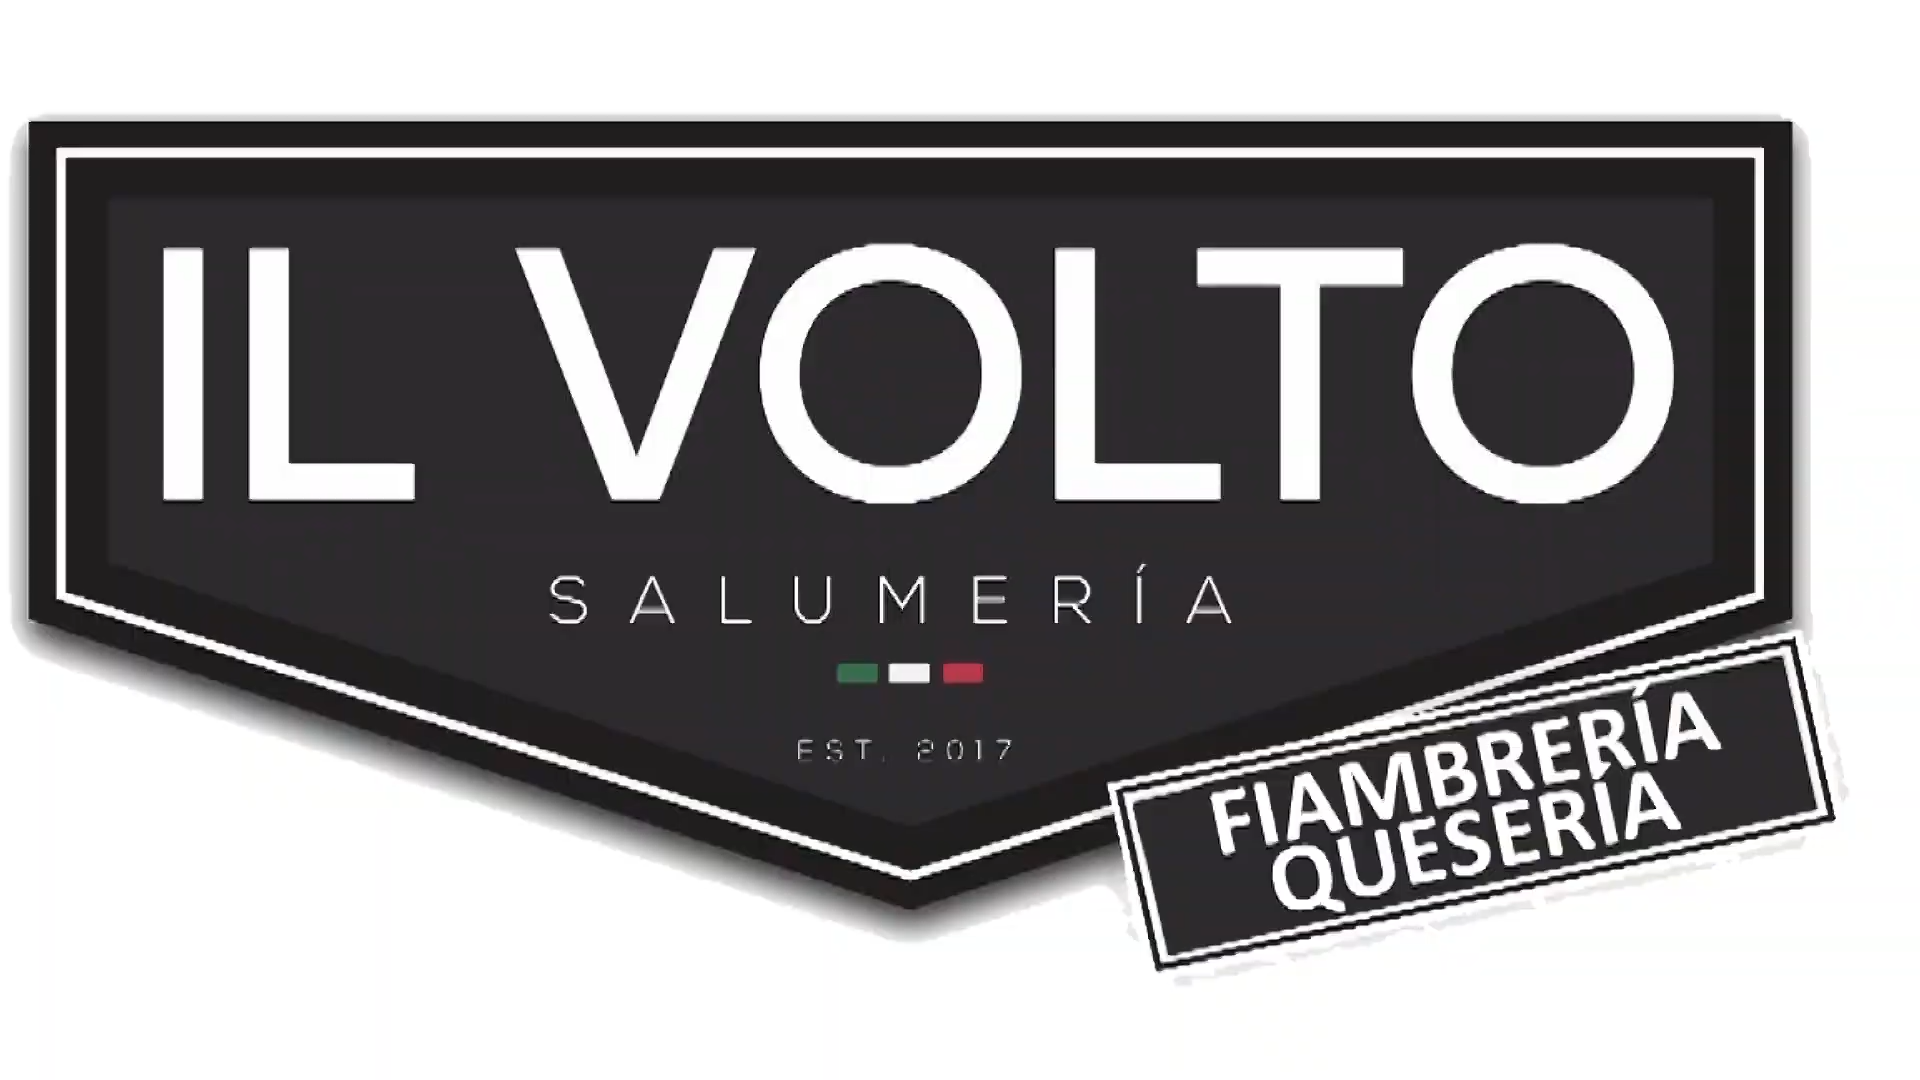 IL VOLTO
SALUMERÍA
EST. 2017
FIAMBRERÍA
QUESERÍA